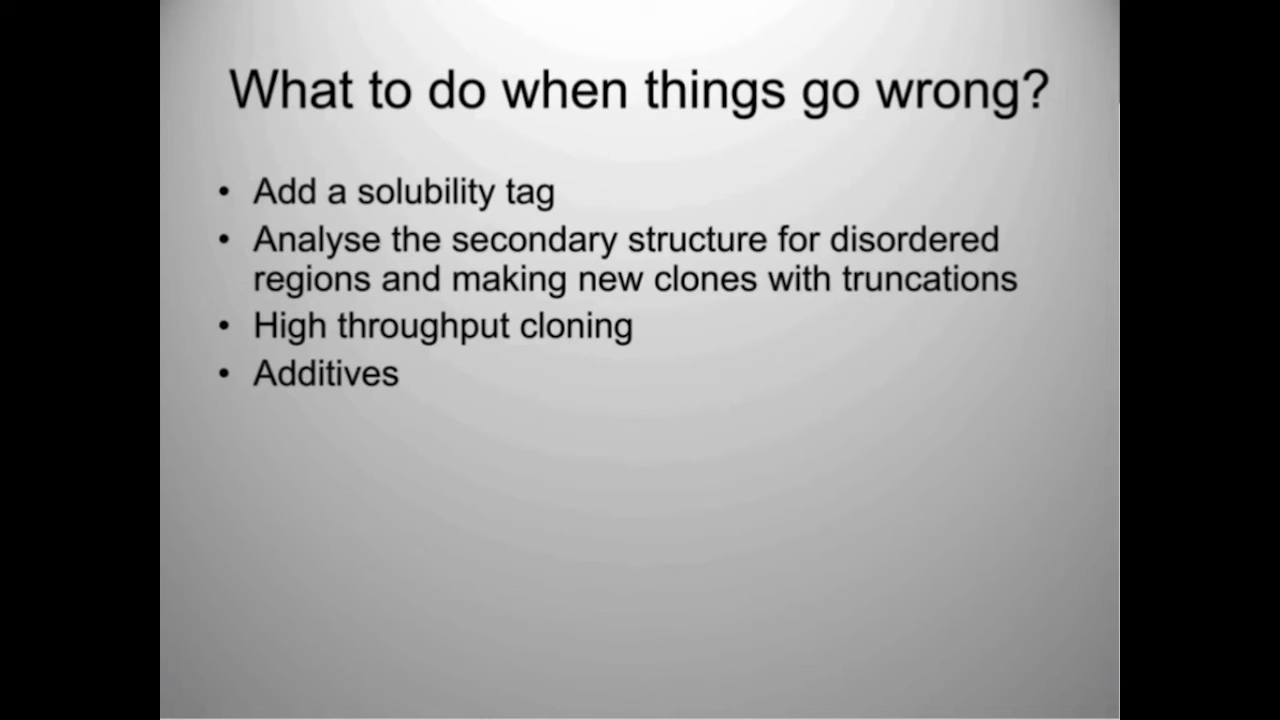 What to do when things go wrong?
• Add a solubility tag
• Analyse the secondary structure for disordered
regions and making new clones with truncations
• High throughput cloning
• Additives